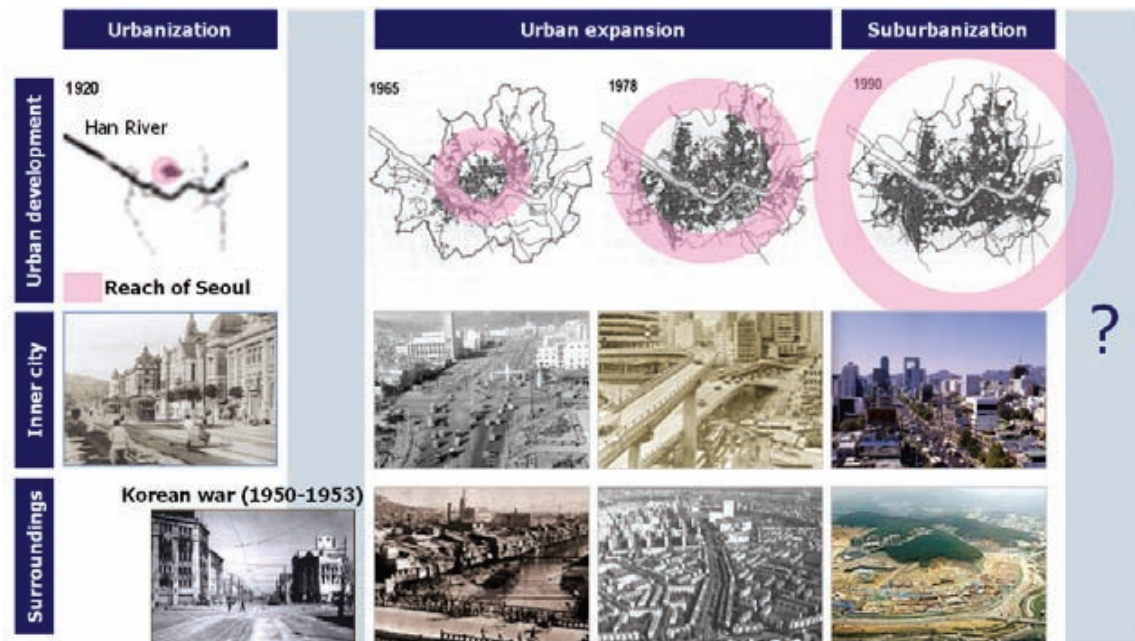 Urbanization
Urban expansion
Suburbanization
Urban development
1920
Han River
Reach of Seoul
1965
1978
1990
Inner city
?
Surroundings
Korean war (1950-1953)